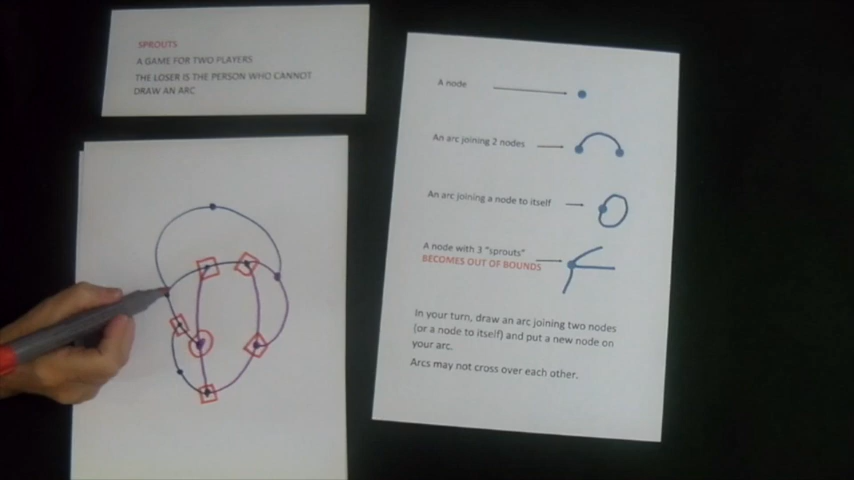 SPROUTS
A GAME FOR TWO PLAYERS
THE LOSER IS THE PERSON WHO CANNOT
DRAW AN ARC
A node
An arc joining 2 nodes
An arc joining a node to itself
A node with 3 "sprouts"
BECOMES OUT OF BOUNDS
In your turn, draw an arc joining two nodes
(or a node to itself) and put a new node on
your arc.
Arcs may not cross over each other.